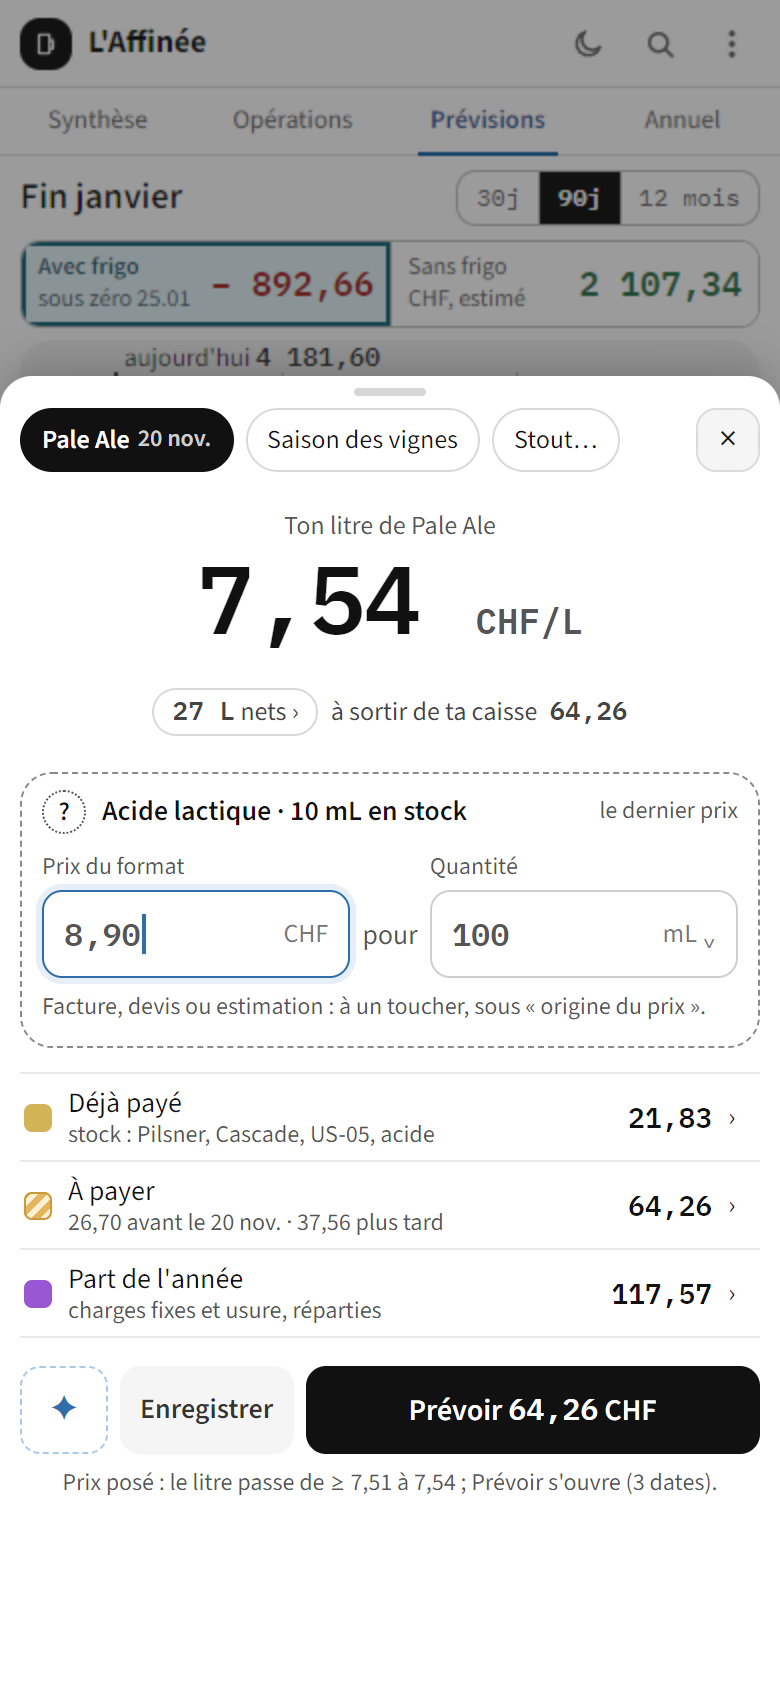 L'Affinée
Synthèse Opérations Prévisions Annuel
Fin janvier 30j 90j 12 mois
Avec frigo
sous zéro 25.01 − 892,66
Sans frigo
CHF, estimé 2 107,34
aujourd'hui 4 181,60
Pale Ale 20 nov. Saison des vignes Stout… ×
Ton litre de Pale Ale
7,54 CHF/L
27 L nets › à sortir de ta caisse 64,26
? Acide lactique · 10 mL en stock le dernier prix
Prix du format Quantité
8,90 CHF pour 100 mL
Facture, devis ou estimation : à un toucher, sous « origine du prix ».
Déjà payé
stock : Pilsner, Cascade, US-05, acide 21,83 ›
À payer
26,70 avant le 20 nov. · 37,56 plus tard 64,26 ›
Part de l'année
charges fixes et usure, réparties 117,57 ›
Enregistrer Prévoir 64,26 CHF
Prix posé : le litre passe de ≥ 7,51 à 7,54 ; Prévoir s'ouvre (3 dates).